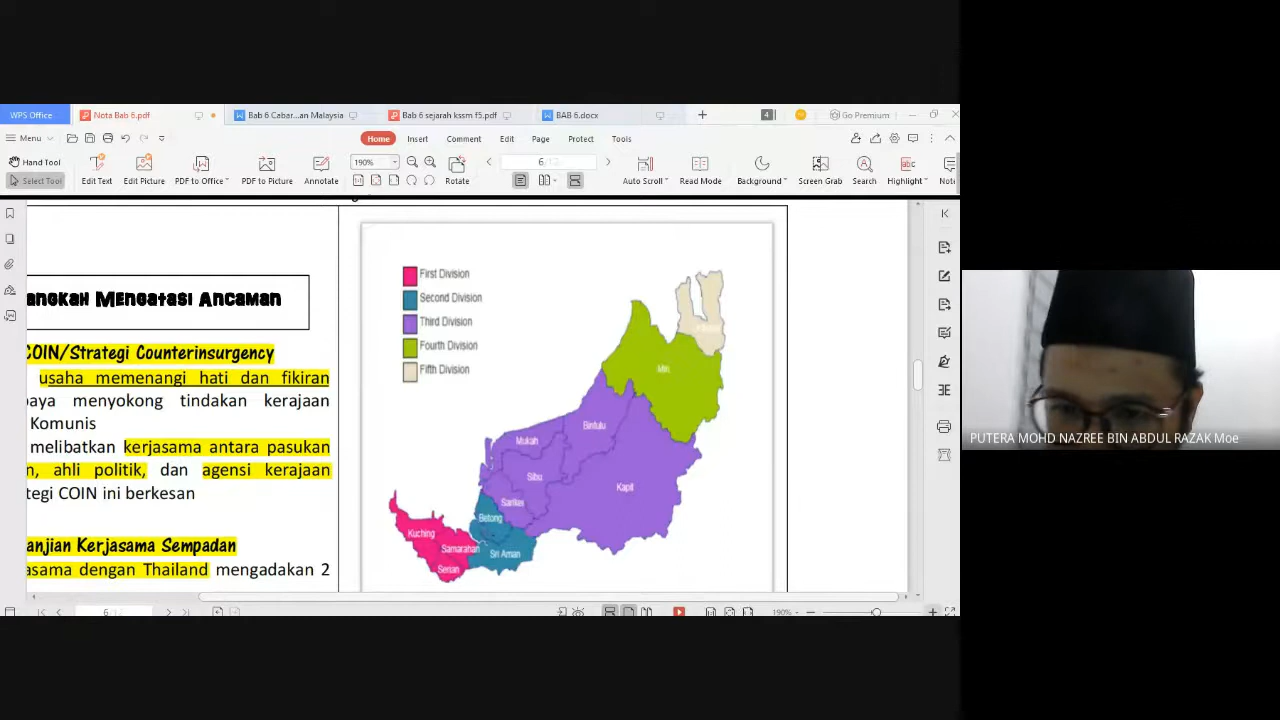 WPS Office
Nota Bab 6.pdf
Bab 6 Cabar...an Malaysia
Bab 6 sejarah kssm f5.pdf
BAB 6.docx
4
Go Premium
Menu
Home
Insert
Comment
Edit
Page
Protect
Tools
Hand Tool
Select Tool
Edit Text
Edit Picture
PDF to Office
PDF to Picture
Annotate
190%
Rotate
Auto Scroll
Read Mode
Background
Screen Grab
Search
Highlight
angkah Mengatasi Ancaman
COIN/Strategi Counterinsurgency
usaha memenangi hati dan fikiran
paya menyokong tindakan kerajaan
Komunis
melibatkan kerjasama antara pasukan
n, ahli politik, dan agensi kerajaan
tegi COIN ini berkesan
anjian Kerjasama Sempadan
asama dengan Thailand mengadakan 2
First Division
Second Division
Third Division
Fourth Division
Fifth Division
Miri
Bintulu
Mukah
Sibu
Kapit
Sarikei
Betong
Kuching
Samarahan
Sri Aman
Serian
190%
PUTERA MOHD NAZREE BIN ABDUL RAZAK Moe